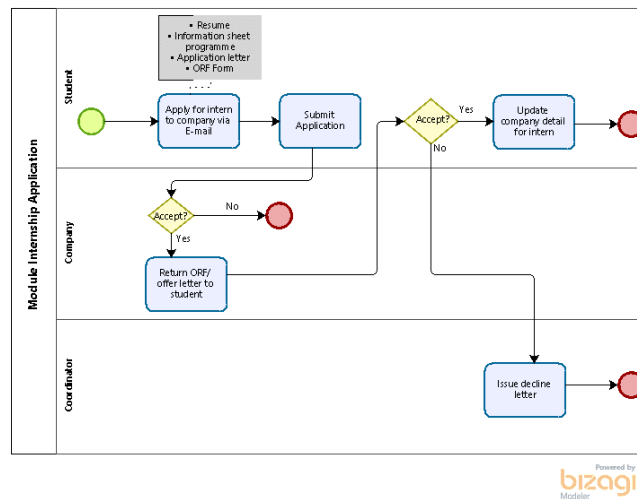 Module Internship Application
Student
• Resume
• Information sheet
programme
• Application letter
• ORF Form
Apply for intern
to company via
E-mail
Submit
Application
Accept?
Yes
No
Update
company detail
for intern
Company
Accept?
No
Yes
Return ORF/
offer letter to
student
Coordinator
Issue decline
letter
Powered by
bizagi
Modeler